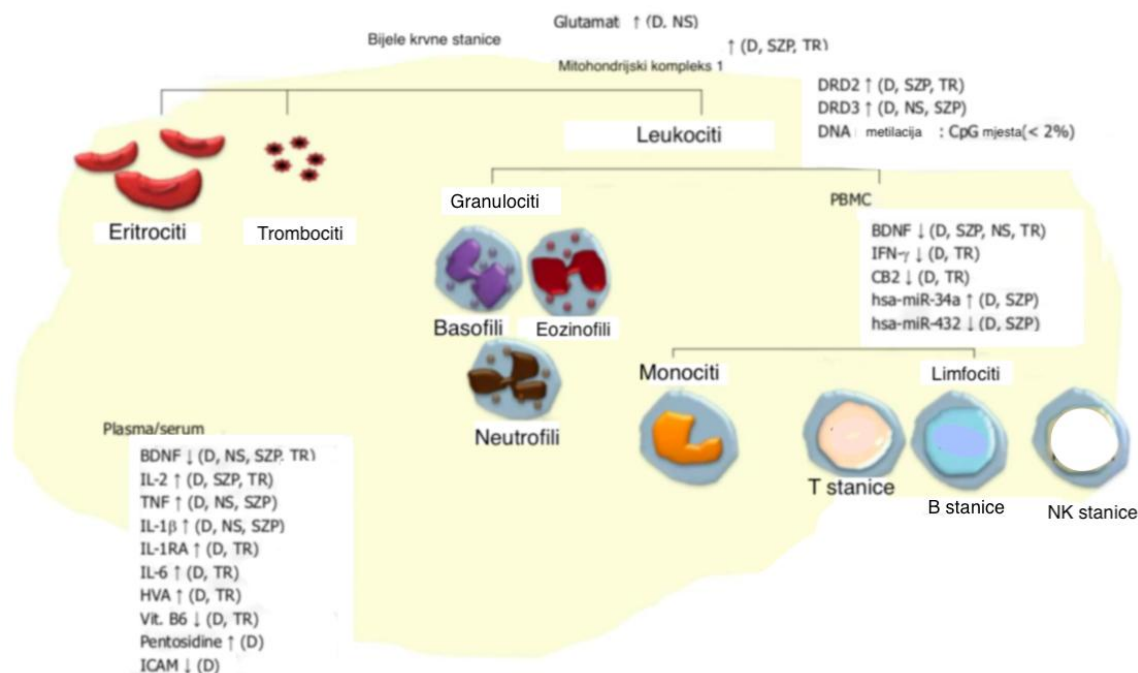 Glutamat ↑ (D. NS)
Bijele krvne stanice
↑ (D, SZP, TR)
Mitohondrijski kompleks 1
DRD2 ↑ (D, SZP, TR)
DRD3 ↑ (D, NS, SZP)
DNA metilacija : CpG mjesta(< 2%)
Leukociti
Granulociti
PBMC
Eritrociti
Trombociti
BDNF ↓ (D, SZP, NS, TR)
IFN-γ ↓ (D, TR)
CB2 ↓ (D, TR)
hsa-miR-34a ↑ (D, SZP)
hsa-miR-432 ↓ (D, SZP)
Basofili
Eozinofili
Monociti
Limfociti
Neutrofili
T stanice
B stanice
NK stanice
Plasma/serum
BDNF ↓ (D, NS, SZP, TR)
IL-2 ↑ (D, SZP, TR)
TNF ↑ (D, NS, SZP)
IL-1β ↑ (D, NS, SZP)
IL-1RA ↑ (D, TR)
IL-6 ↑ (D, TR)
HVA ↑ (D, TR)
Vit. B6 ↓ (D, TR)
Pentosidine ↑ (D)
ICAM ↓ (D)